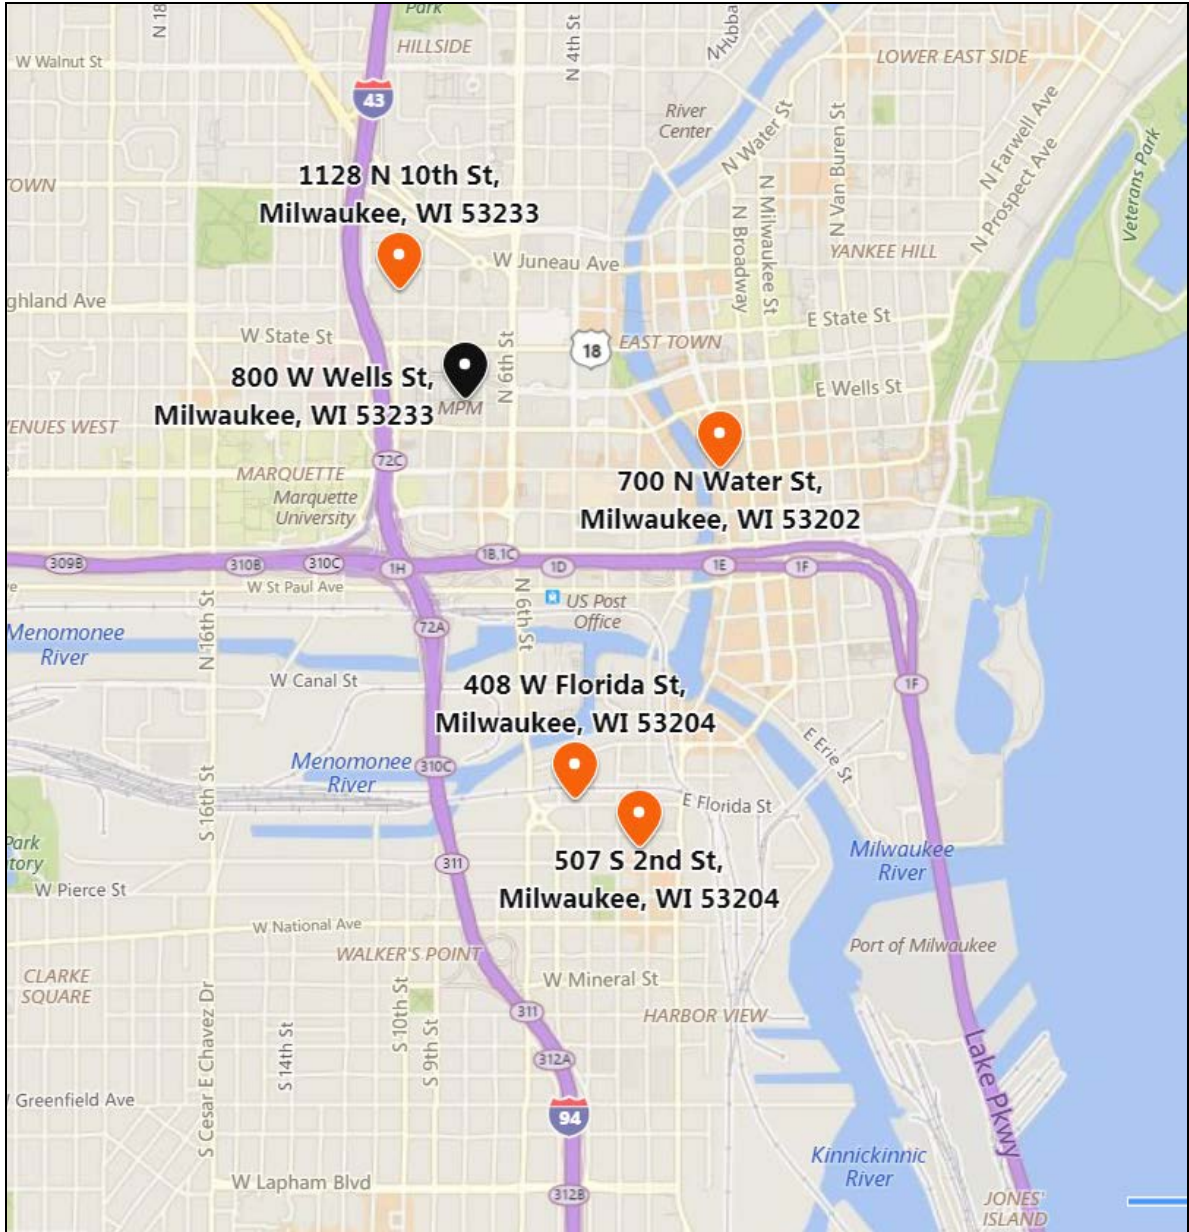 Park
N 18
HILLSIDE
N 4th St
LOWER EAST SIDE
W Walnut St
43
River
Center
N Water St
N Van Buren St
N Farwell Ave
N Prospect Ave
Veterans Park
1128 N 10th St,
Milwaukee, WI 53233
TOWN
N Broadway
N Milwaukee St
YANKEE HILL
W Juneau Ave
ghland Ave
W State St
E State St
18
EAST TOWN
N 6th St
800 W Wells St,
Milwaukee, WI 53233
MPM
E Wells St
ENUES WEST
72C
MARQUETTE
Marquette
University
700 N Water St,
Milwaukee, WI 53202
309B
310B
310C
1H
1B,1C
1D
1E
1F
W St Paul Ave
N 6th St
US Post
Office
Menomonee
River
N 16th St
72A
W Canal St
1F
408 W Florida St,
Milwaukee, WI 53204
Menomonee
River
310C
E Erie St
S 16th St
E Florida St
Park
tory
311
507 S 2nd St,
Milwaukee, WI 53204
Milwaukee
River
W Pierce St
W National Ave
WALKER'S POINT
Port of Milwaukee
CLARKE
SQUARE
W Mineral St
S Cesar E Chavez Dr
S 14th St
S 10th St
S 9th St
311
HARBOR VIEW
312A
Lake Pkwy
Greenfield Ave
94
W Lapham Blvd
312B
Kinnickinnic
River
JONES'
ISLAND